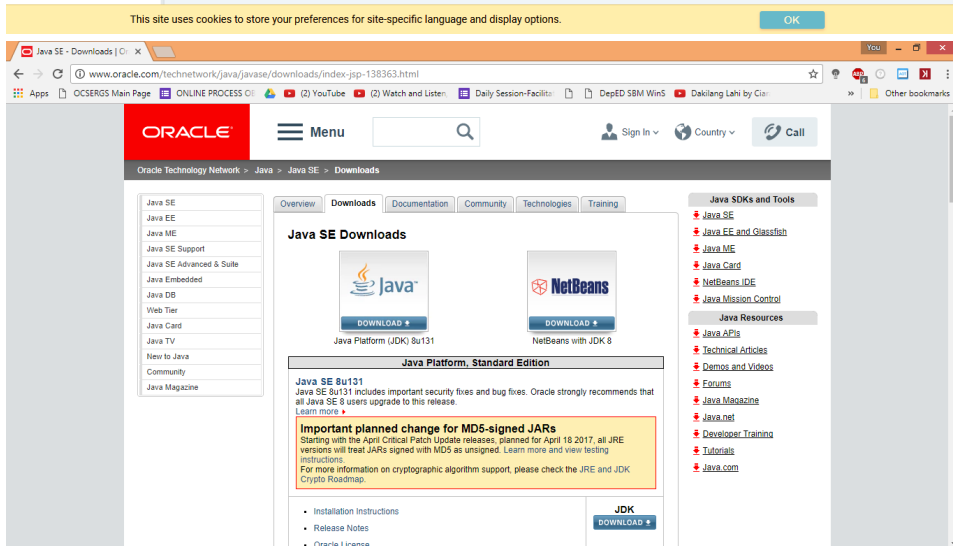 This site uses cookies to store your preferences for site-specific language and display options.
OK
Java SE - Downloads | Or
You
www.oracle.com/technetwork/java/javase/downloads/index-jsp-138363.html
Apps
OCSERGS Main Page
ONLINE PROCESS OF
(2) YouTube
(2) Watch and Listen
Daily Session-Facilitat
DepED SBM WinS
Dakilang Lahi by Cian
»
Other bookmarks
ORACLE
Menu
Sign In
Country
Call
Oracle Technology Network > Java > Java SE > Downloads
Java SE
Java EE
Java ME
Java SE Support
Java SE Advanced & Suite
Java Embedded
Java DB
Web Tier
Java Card
Java TV
New to Java
Community
Java Magazine
Overview
Downloads
Documentation
Community
Technologies
Training
Java SE Downloads
Java
DOWNLOAD
Java Platform (JDK) 8u131
NetBeans
DOWNLOAD
NetBeans with JDK 8
Java Platform, Standard Edition
Java SE 8u131
Java SE 8u131 includes important security fixes and bug fixes. Oracle strongly recommends that
all Java SE 8 users upgrade to this release.
Learn more
Important planned change for MD5-signed JARs
Starting with the April Critical Patch Update releases, planned for April 18 2017, all JRE
versions will treat JARs signed with MD5 as unsigned. Learn more and view testing
instructions.
For more information on cryptographic algorithm support, please check the JRE and JDK
Crypto Roadmap.
Installation Instructions
Release Notes
Oracle License
JDK
DOWNLOAD
Java SDKs and Tools
Java SE
Java EE and Glassfish
Java ME
Java Card
NetBeans IDE
Java Mission Control
Java Resources
Java APIs
Technical Articles
Demos and Videos
Forums
Java Magazine
Java.net
Developer Training
Tutorials
Java.com